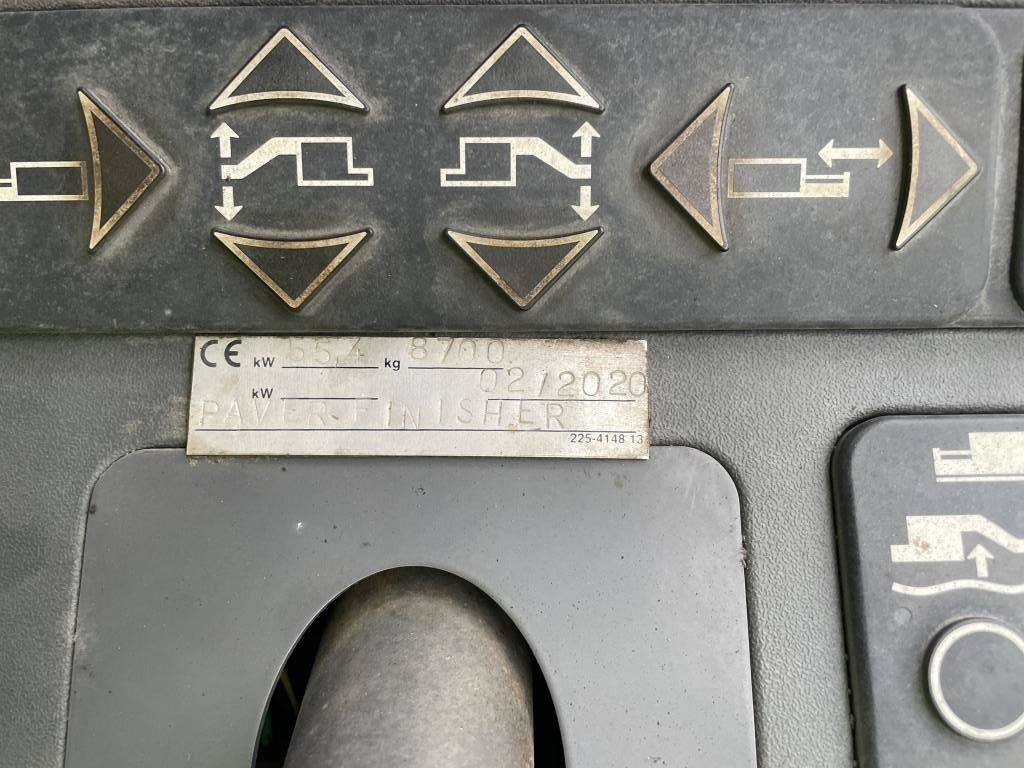 CE kW 55,4 kg 8700
kW 02/2020
PAVER-FINISHER
225-4148 13